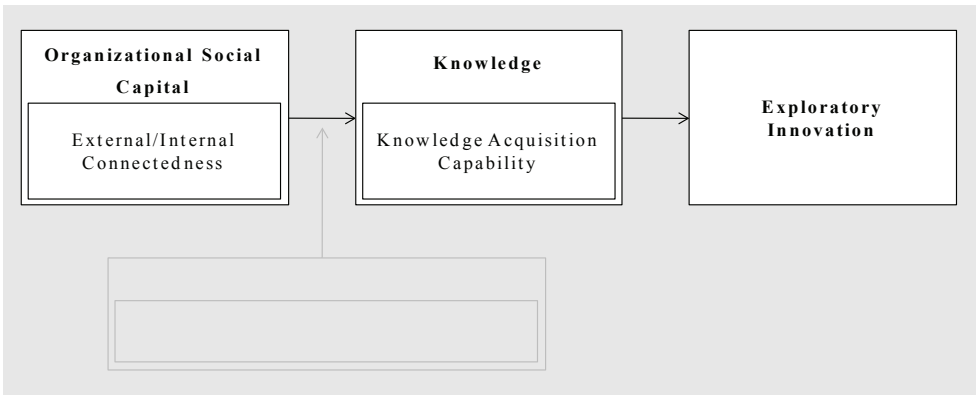 Organizational Social
Capital
External/Internal
Connectedness
Knowledge
Knowledge Acquisition
Capability
Exploratory
Innovation